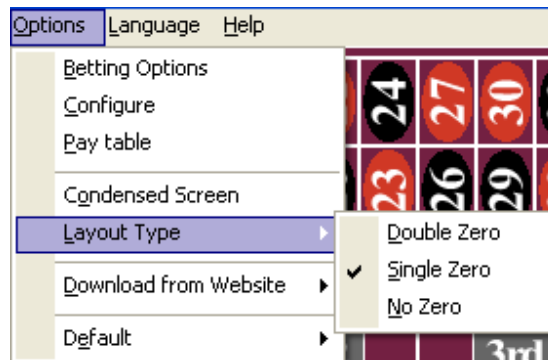 Options Language Help
Betting Options
Configure
Pay table
Condensed Screen
Layout Type
Download from Website
Default
Double Zero
Single Zero
No Zero
24 27 30
23 26 29
3rd